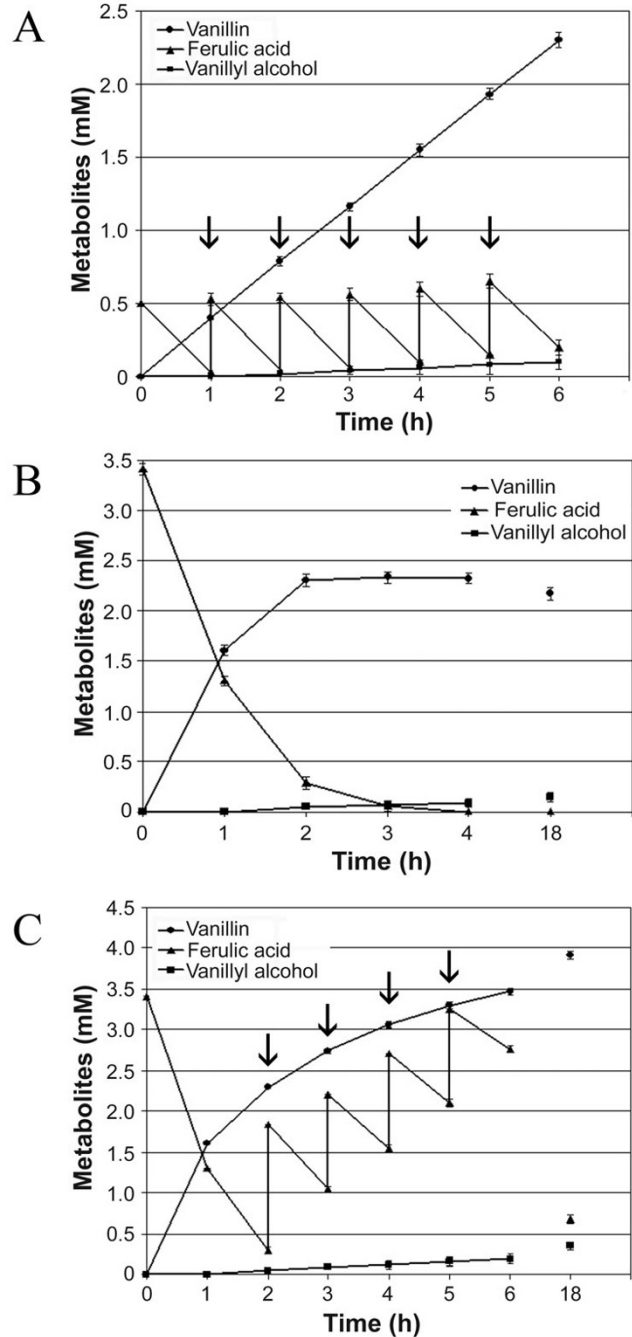 A
Vanillin
Ferulic acid
Vanillyl alcohol
Metabolites (mM)
2.5
2.0
1.5
1.0
0.5
0
0 1 2 3 4 5 6
Time (h)
B
Vanillin
Ferulic acid
Vanillyl alcohol
Metabolites (mM)
3.5
3.0
2.5
2.0
1.5
1.0
0.5
0
0 1 2 3 4 18
Time (h)
C
Vanillin
Ferulic acid
Vanillyl alcohol
Metabolites (mM)
4.5
4.0
3.5
3.0
2.5
2.0
1.5
1.0
0.5
0
0 1 2 3 4 5 6 18
Time (h)